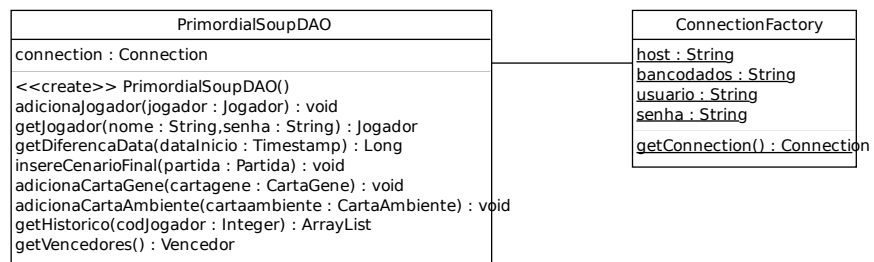 PrimordialSoupDAO
connection : Connection
<<create>> PrimordialSoupDAO()
adicionaJogador(jogador : Jogador) : void
getJogador(nome : String,senha : String) : Jogador
getDiferencaData(dataInicio : Timestamp) : Long
insereCenarioFinal(partida : Partida) : void
adicionaCartaGene(cartagene : CartaGene) : void
adicionaCartaAmbiente(cartaambiente : CartaAmbiente) : void
getHistorico(codJogador : Integer) : ArrayList
getVencedores() : Vencedor
ConnectionFactory
host : String
bancodados : String
usuario : String
senha : String
getConnection() : Connection